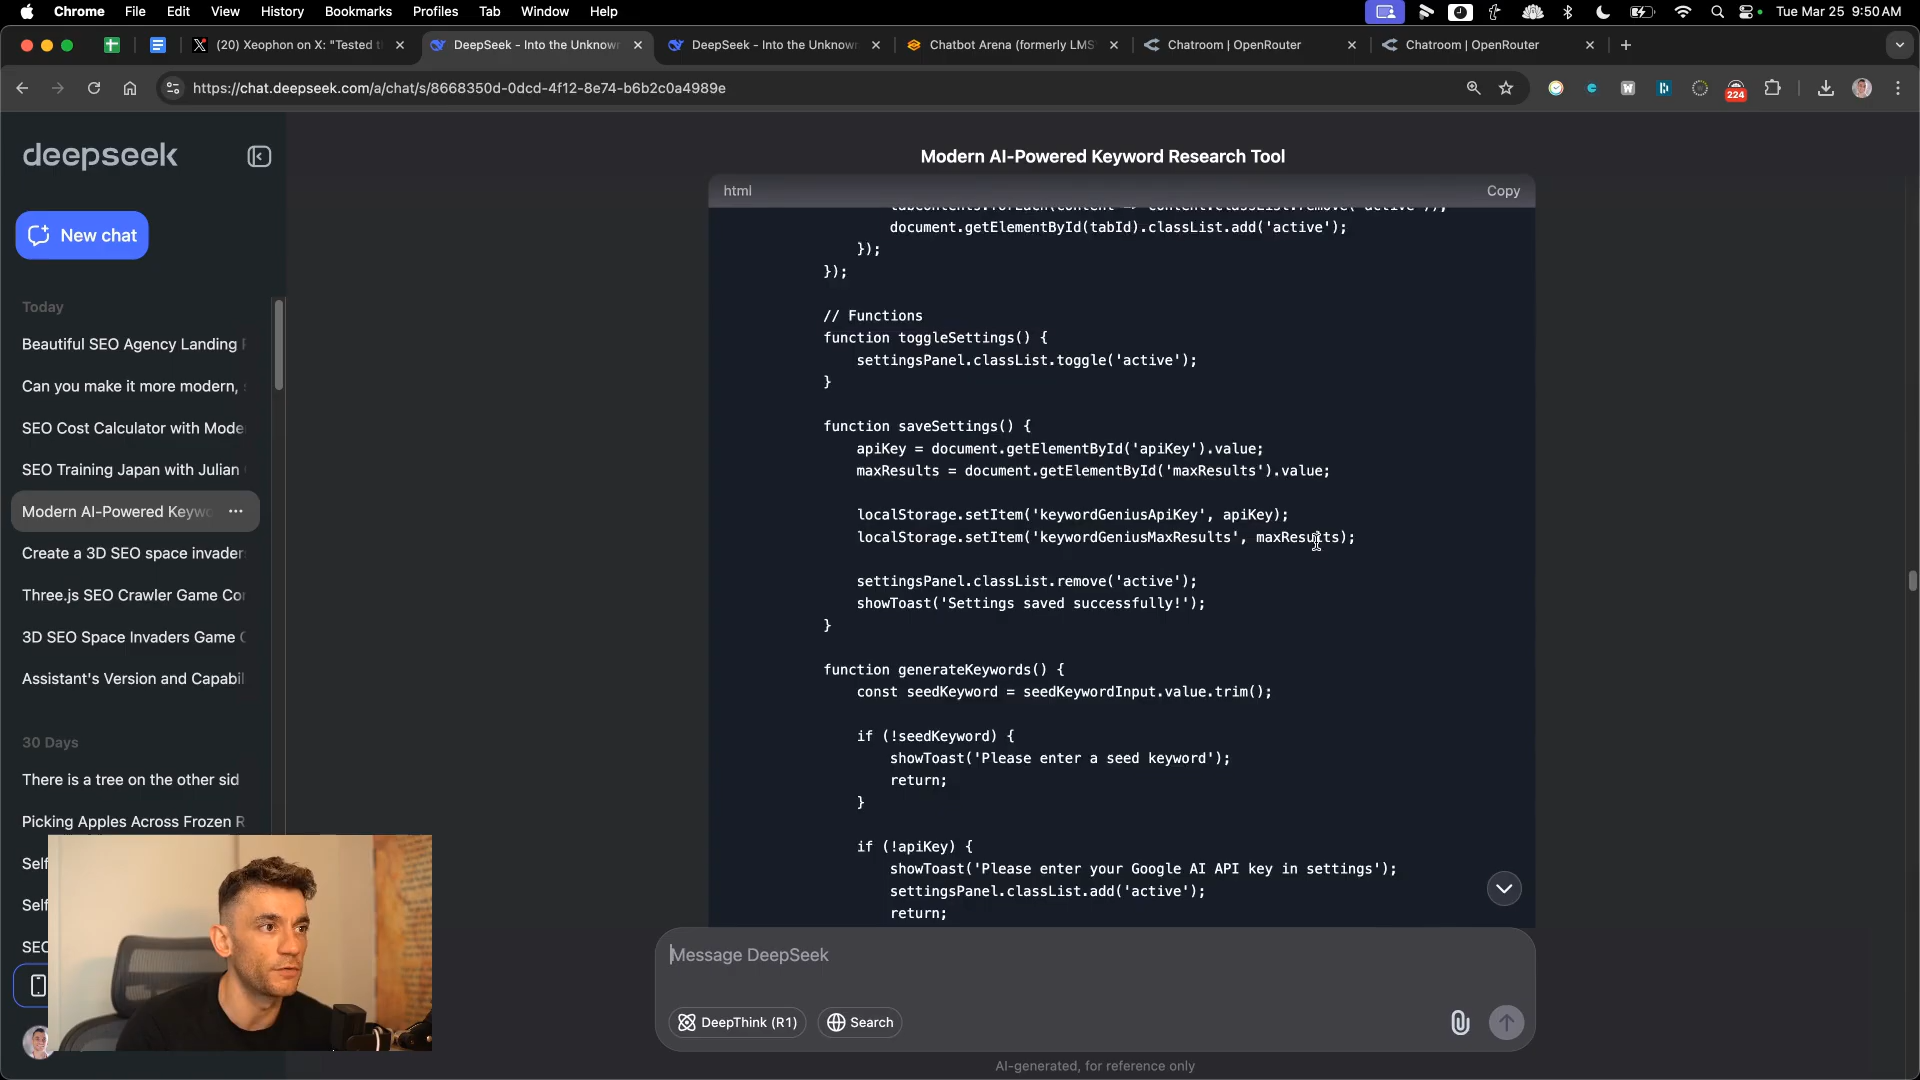 Chrome File Edit View History Bookmarks Profiles Tab Window Help Tue Mar 25 9:50 AM
(20) Xeophon on X: "Tested t DeepSeek - Into the Unknown DeepSeek - Into the Unknown Chatbot Arena (formerly LMS Chatroom | OpenRouter Chatroom | OpenRouter
https://chat.deepseek.com/a/chat/s/8668350d-0dcd-4f12-8e74-b6b2c0a4989e 224
deepseek
New chat
Today
Beautiful SEO Agency Landing P
Can you make it more modern, s
SEO Cost Calculator with Mode
SEO Training Japan with Julian
Modern AI-Powered Keywo
Create a 3D SEO space invader
Three.js SEO Crawler Game Co
3D SEO Space Invaders Game
Assistant's Version and Capabil
30 Days
There is a tree on the other sid
Picking Apples Across Frozen R
Self
Self
SEO
Modern AI-Powered Keyword Research Tool
html Copy
tabContents.forEach(content => content.classList.remove('active'));
document.getElementById(tabId).classList.add('active');
});
});
// Functions
function toggleSettings() {
settingsPanel.classList.toggle('active');
}
function saveSettings() {
apiKey = document.getElementById('apiKey').value;
maxResults = document.getElementById('maxResults').value;
localStorage.setItem('keywordGeniusApiKey', apiKey);
localStorage.setItem('keywordGeniusMaxResults', maxResults);
settingsPanel.classList.remove('active');
showToast('Settings saved successfully!');
}
function generateKeywords() {
const seedKeyword = seedKeywordInput.value.trim();
if (!seedKeyword) {
showToast('Please enter a seed keyword');
return;
}
if (!apiKey) {
showToast('Please enter your Google AI API key in settings');
settingsPanel.classList.add('active');
return;
Message DeepSeek
DeepThink (R1) Search
AI-generated, for reference only